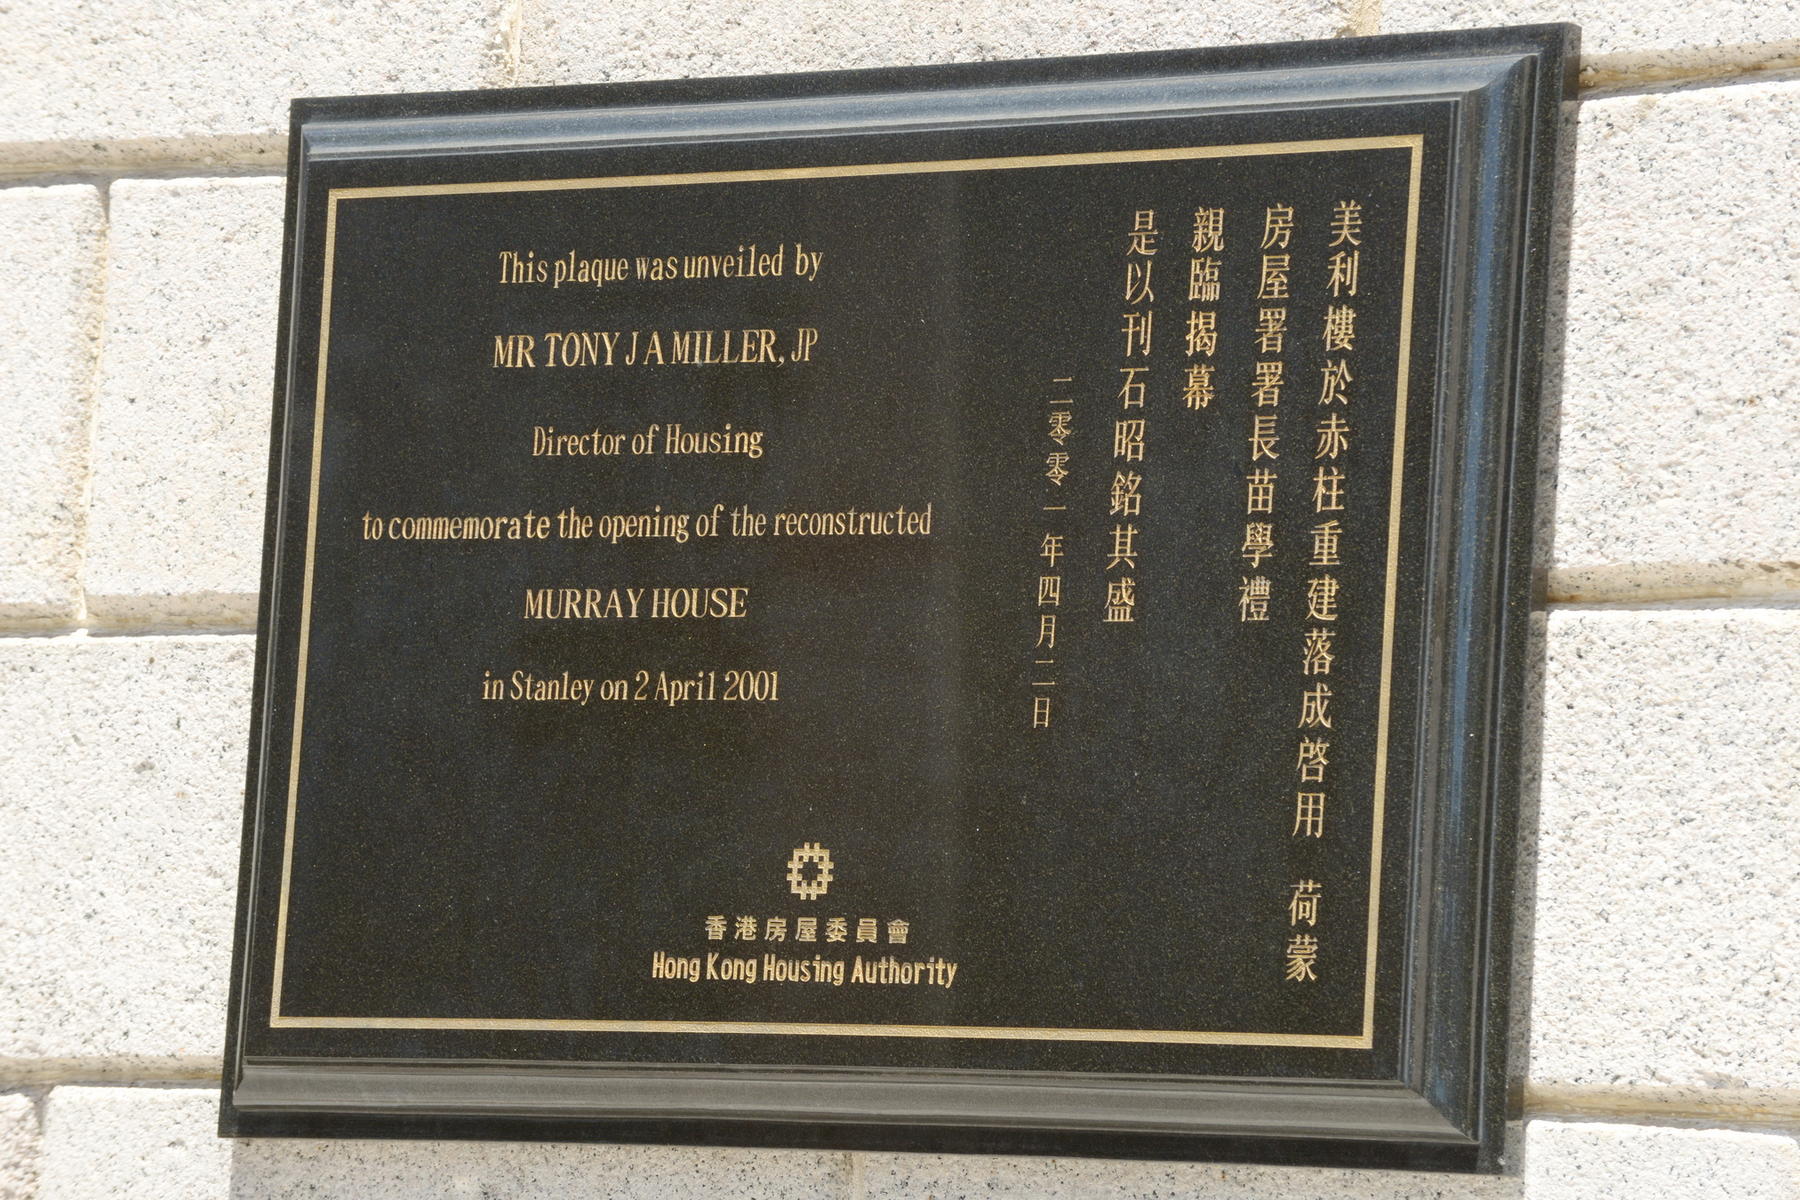 This plaque was unveiled by
MR TONY J A MILLER, JP
Director of Housing
to commemorate the opening of the reconstructed
MURRAY HOUSE
in Stanley on 2 April 2001
美利樓於赤柱重建落成啓用 荷蒙
房屋署署長苗學禮
親臨揭幕
是以刊石昭銘其盛
二零零一年四月二日
香港房屋委員會
Hong Kong Housing Authority